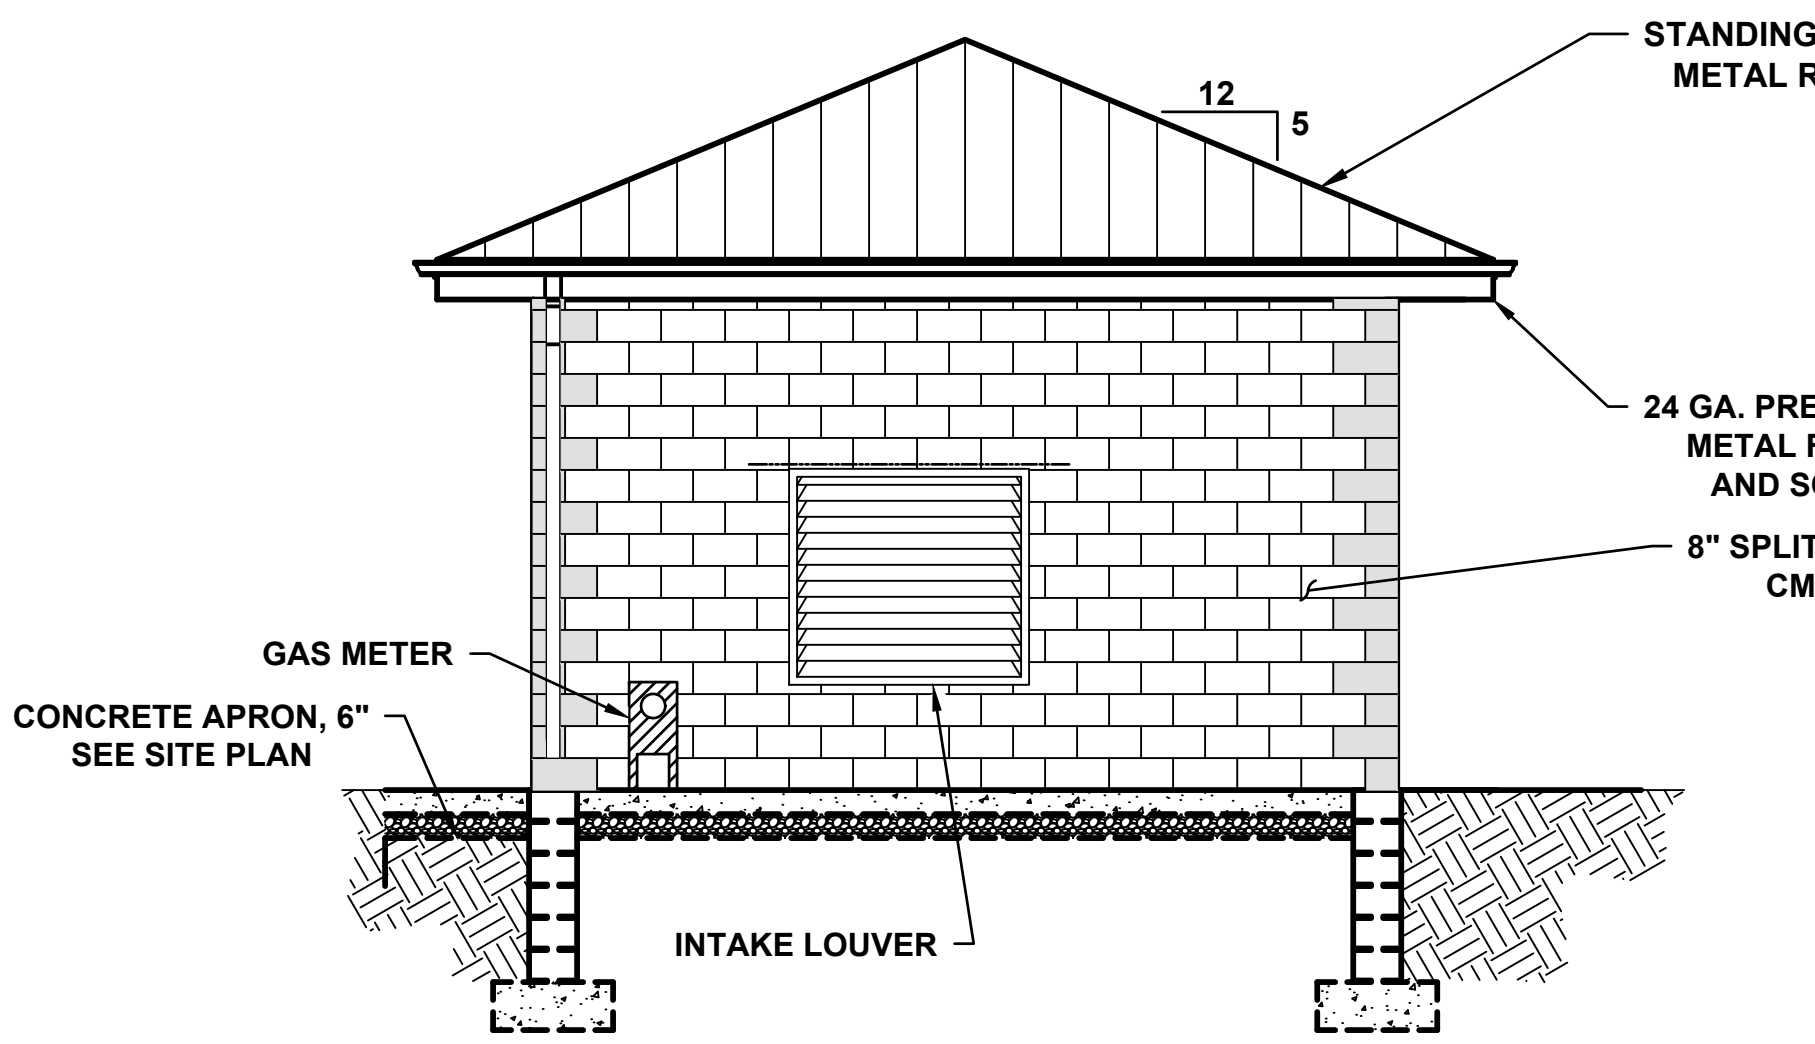 STANDING
METAL R
12
5
24 GA. PRE
METAL F
AND SC
8" SPLIT
CM
GAS METER
CONCRETE APRON, 6"
SEE SITE PLAN
INTAKE LOUVER